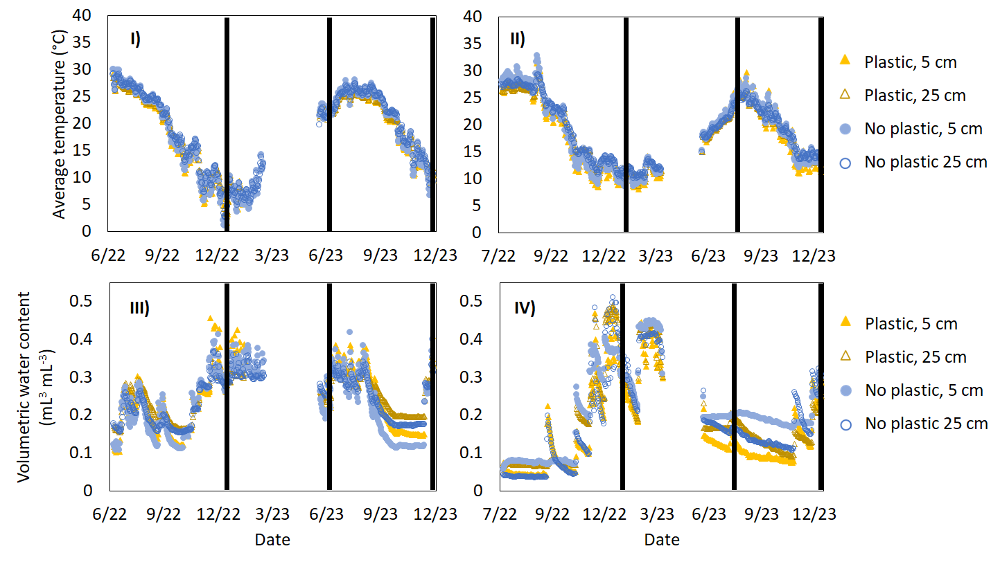 Average temperature (°C)
40
35
30
25
20
15
10
5
0
I)
6/22 9/22 12/22 3/23 6/23 9/23 12/23
40
35
30
25
20
15
10
5
0
II)
7/22 9/22 12/22 3/23 6/23 9/23 12/23
Plastic, 5 cm
Plastic, 25 cm
No plastic, 5 cm
No plastic 25 cm
Volumetric water content
(mL³ mL⁻³)
0.5
0.4
0.3
0.2
0.1
0
III)
6/22 9/22 12/22 3/23 6/23 9/23 12/23
Date
0.5
0.4
0.3
0.2
0.1
0
IV)
7/22 9/22 12/22 3/23 6/23 9/23 12/23
Date
Plastic, 5 cm
Plastic, 25 cm
No plastic, 5 cm
No plastic 25 cm